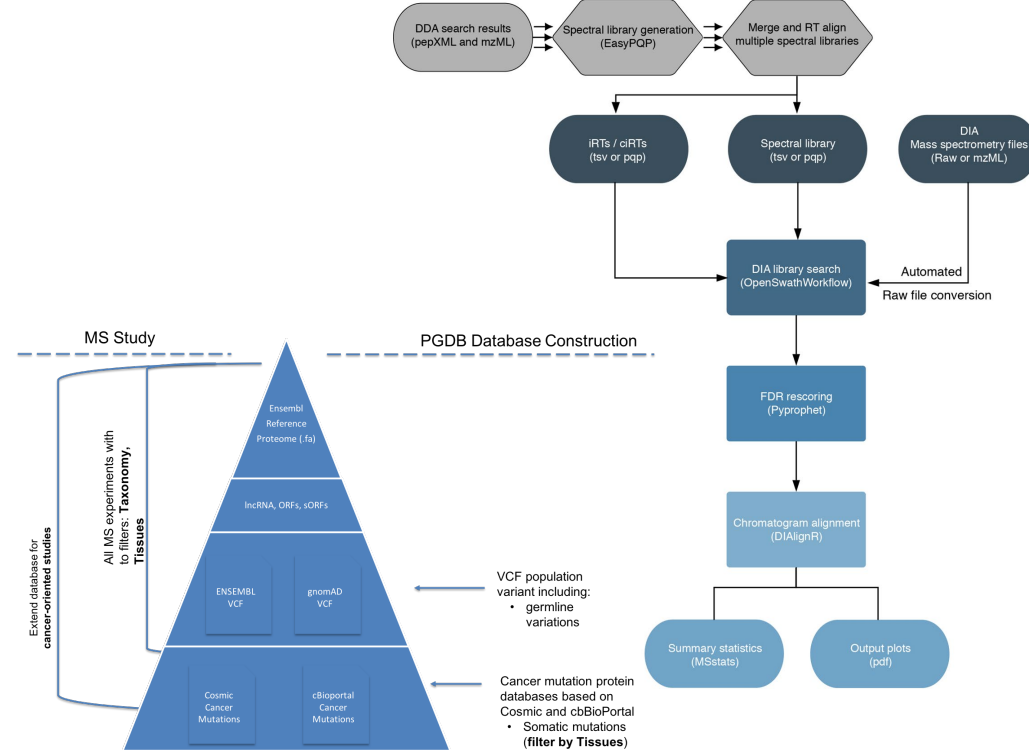 DDA search results
(pepXML and mzML)
Spectral library generation
(EasyPQP)
Merge and RT align
multiple spectral libraries
iRTs / ciRTs
(tsv or pqp)
Spectral library
(tsv or pqp)
DIA
Mass spectrometry files
(Raw or mzML)
DIA library search
(OpenSwathWorkflow)
Automated
Raw file conversion
FDR rescoring
(Pyprophet)
Chromatogram alignment
(DIAlignR)
Summary statistics
(MSstats)
Output plots
(pdf)
MS Study
PGDB Database Construction
Extend database for
cancer-oriented studies
All MS experiments with
to filters: Taxonomy,
Tissues
Ensembl
Reference
Proteome (.fa)
lncRNA, ORFs, sORFs
ENSEMBL
VCF
gnomAD
VCF
VCF population
variant including:
• germline
variations
Cosmic
Cancer
Mutations
cBioportal
Cancer
Mutations
Cancer mutation protein
databases based on
Cosmic and cbBioPortal
• Somatic mutations
(filter by Tissues)